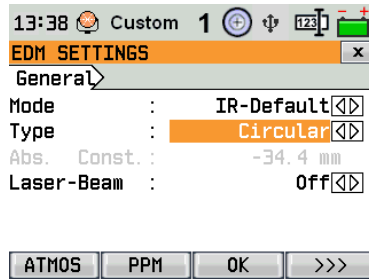 13:38 Custom 1 123
EDM SETTINGS x
General
Mode : IR-Default
Type : Circular
Abs. Const. : -34.4 mm
Laser-Beam : Off
ATMOS PPM OK >>>